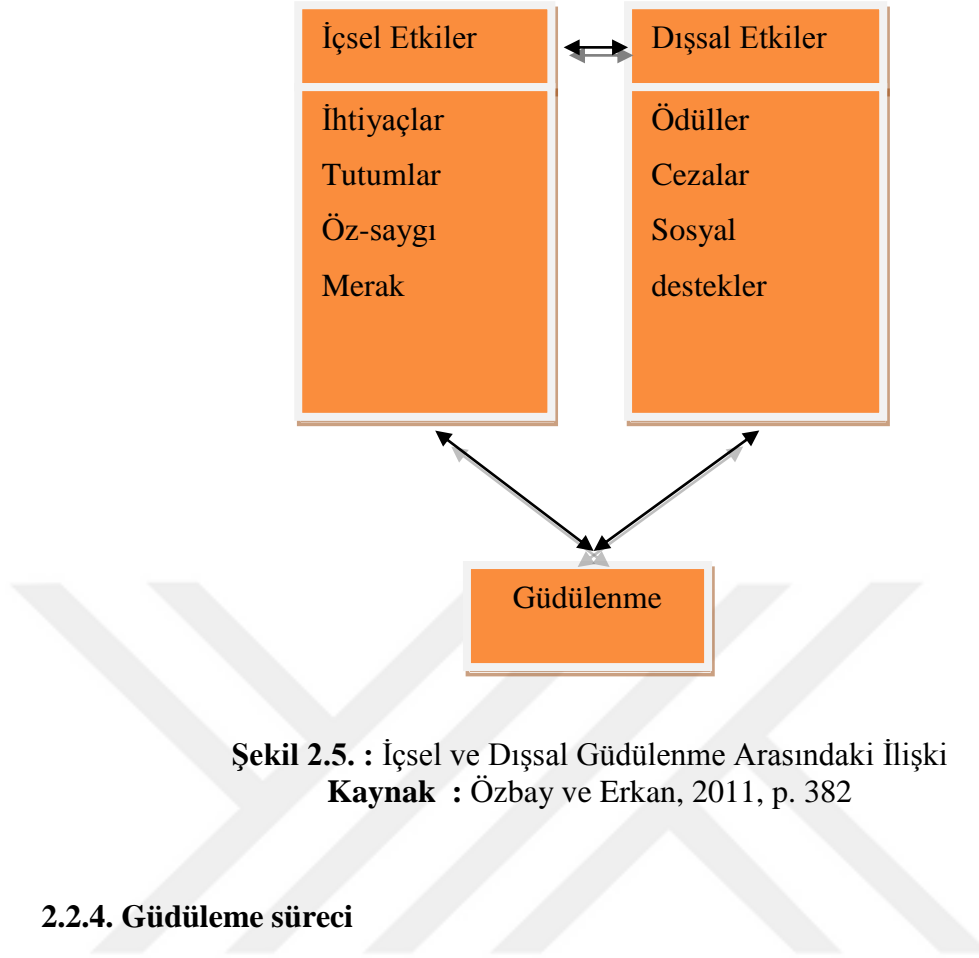 İçsel Etkiler
İhtiyaçlar
Tutumlar
Öz-saygı
Merak
Dışsal Etkiler
Ödüller
Cezalar
Sosyal
destekler
Güdülenme
Şekil 2.5. : İçsel ve Dışsal Güdülenme Arasındaki İlişki
Kaynak : Özbay ve Erkan, 2011, p. 382
2.2.4. Güdüleme süreci